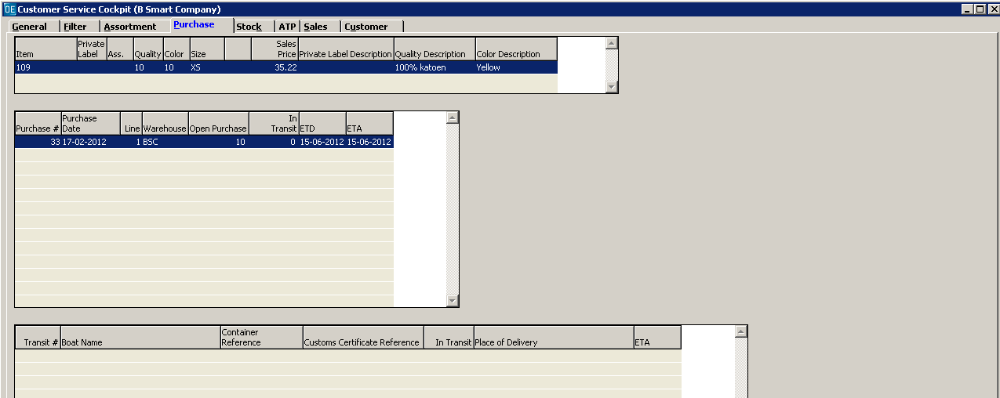 OE Customer Service Cockpit (B Smart Company)
General Filter Assortment Purchase Stock ATP Sales Customer
Item Private Label Ass. Quality Color Size Sales Price Private Label Description Quality Description Color Description
109 10 10 XS 35.22 100% katoen Yellow
Purchase # Purchase Date Line Warehouse Open Purchase In Transit ETD ETA
33 17-02-2012 1 BSC 10 0 15-06-2012 15-06-2012
Transit # Boat Name Container Reference Customs Certificate Reference In Transit Place of Delivery ETA